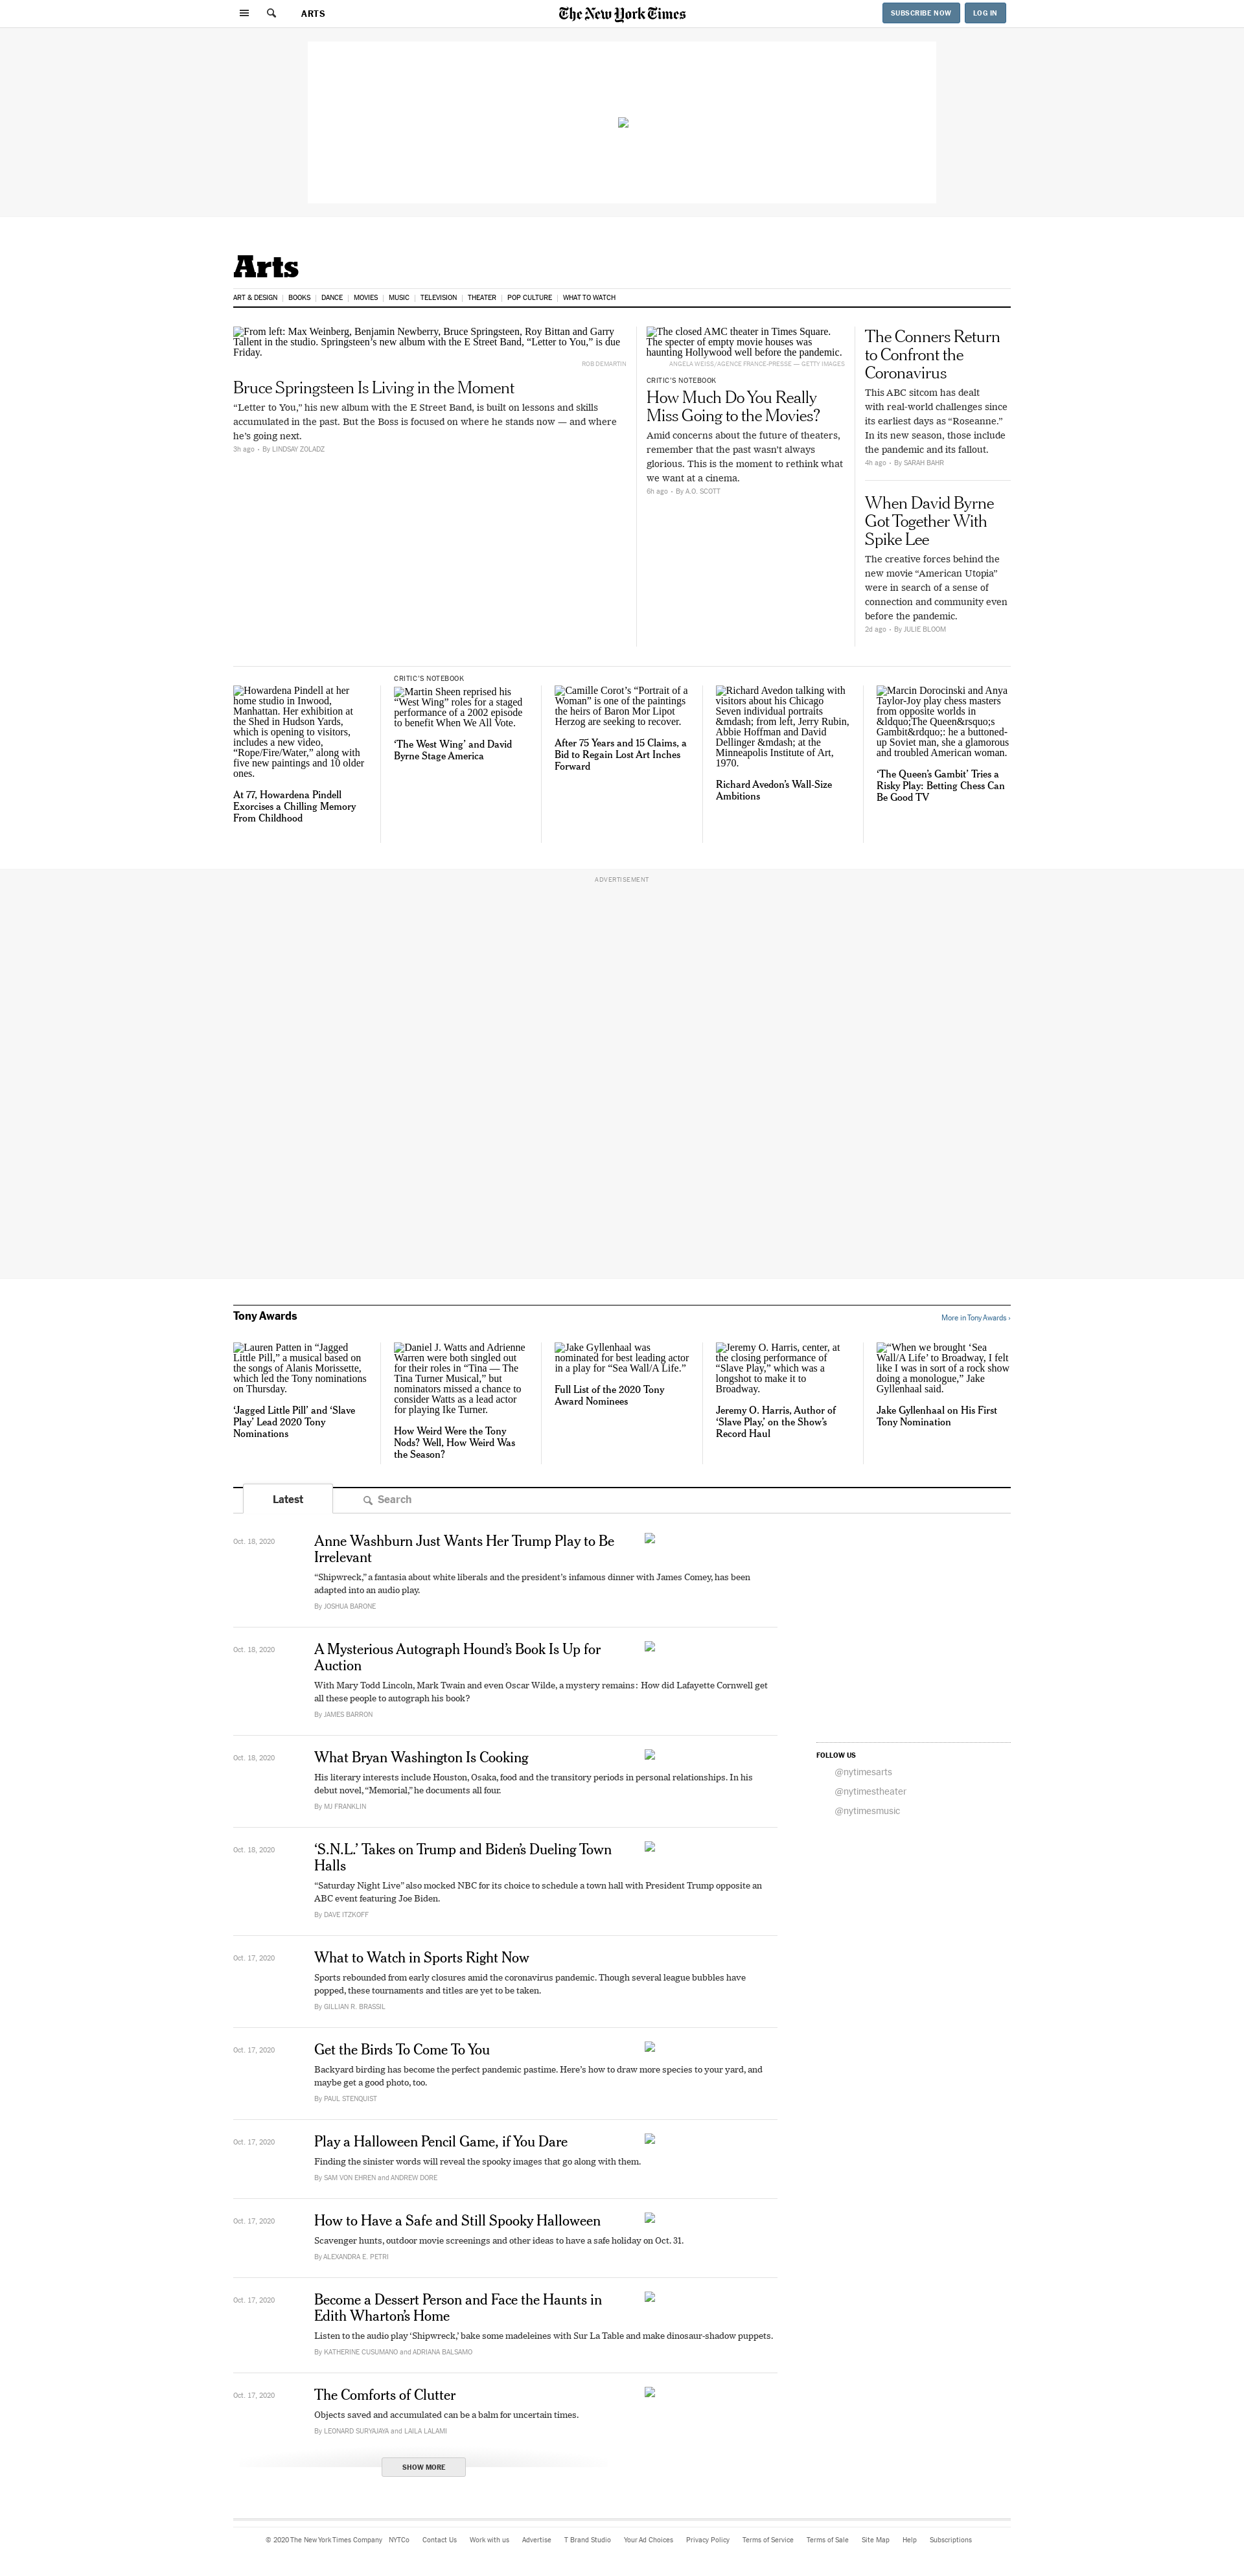 ARTS
The New York Times
SUBSCRIBE NOW
LOG IN
Arts
ART & DESIGN
BOOKS
DANCE
MOVIES
MUSIC
TELEVISION
THEATER
POP CULTURE
WHAT TO WATCH
From left: Max Weinberg, Benjamin Newberry, Bruce Springsteen, Roy Bittan and Garry
Tallent in the studio. Springsteen's new album with the E Street Band, “Letter to You,” is due
Friday.
ROB DEMARTIN
Bruce Springsteen Is Living in the Moment
“Letter to You,” his new album with the E Street Band, is built on lessons and skills
accumulated in the past. But the Boss is focused on where he stands now — and where
he's going next.
3h ago • By LINDSAY ZOLADZ
The closed AMC theater in Times Square.
The specter of empty movie houses was
haunting Hollywood well before the pandemic.
ANGELA WEISS/AGENCE FRANCE-PRESSE — GETTY IMAGES
CRITIC'S NOTEBOOK
How Much Do You Really
Miss Going to the Movies?
Amid concerns about the future of theaters,
remember that the past wasn't always
glorious. This is the moment to rethink what
we want at a cinema.
6h ago • By A.O. SCOTT
The Conners Return
to Confront the
Coronavirus
This ABC sitcom has dealt
with real-world challenges since
its earliest days as “Roseanne.”
In its new season, those include
the pandemic and its fallout.
4h ago • By SARAH BAHR
When David Byrne
Got Together With
Spike Lee
The creative forces behind the
new movie “American Utopia”
were in search of a sense of
connection and community even
before the pandemic.
2d ago • By JULIE BLOOM
Howardena Pindell at her
home studio in Inwood,
Manhattan. Her exhibition at
the Shed in Hudson Yards,
which is opening to visitors,
includes a new video,
“Rope/Fire/Water,” along with
five new paintings and 10 older
ones.
At 77, Howardena Pindell
Exorcises a Chilling Memory
From Childhood
CRITIC'S NOTEBOOK
Martin Sheen reprised his
“West Wing” roles for a staged
performance of a 2002 episode
to benefit When We All Vote.
‘The West Wing’ and David
Byrne Stage America
Camille Corot's “Portrait of a
Woman” is one of the paintings
the heirs of Baron Mor Lipot
Herzog are seeking to recover.
After 75 Years and 15 Claims, a
Bid to Regain Lost Art Inches
Forward
Richard Avedon talking with
visitors about his Chicago
Seven individual portraits
&mdash; from left, Jerry Rubin,
Abbie Hoffman and David
Dellinger &mdash; at the
Minneapolis Institute of Art,
1970.
Richard Avedon's Wall-Size
Ambitions
Marcin Dorocinski and Anya
Taylor-Joy play chess masters
from opposite worlds in
&ldquo;The Queen&rsquo;s
Gambit&rdquo;: he a buttoned-
up Soviet man, she a glamorous
and troubled American woman.
‘The Queen's Gambit’ Tries a
Risky Play: Betting Chess Can
Be Good TV
ADVERTISEMENT
Tony Awards
More in Tony Awards ›
Lauren Patten in “Jagged
Little Pill,” a musical based on
the songs of Alanis Morissette,
which led the Tony nominations
on Thursday.
‘Jagged Little Pill’ and ‘Slave
Play’ Lead 2020 Tony
Nominations
Daniel J. Watts and Adrienne
Warren were both singled out
for their roles in “Tina — The
Tina Turner Musical,” but
nominators missed a chance to
consider Watts as a lead actor
for playing Ike Turner.
How Weird Were the Tony
Nods? Well, How Weird Was
the Season?
Jake Gyllenhaal was
nominated for best leading actor
in a play for “Sea Wall/A Life.”
Full List of the 2020 Tony
Award Nominees
Jeremy O. Harris, center, at
the closing performance of
“Slave Play,” which was a
longshot to make it to
Broadway.
Jeremy O. Harris, Author of
‘Slave Play,’ on the Show's
Record Haul
“When we brought ‘Sea
Wall/A Life’ to Broadway, I felt
like I was in sort of a rock show
doing a monologue,” Jake
Gyllenhaal said.
Jake Gyllenhaal on His First
Tony Nomination
Latest
Search
Oct. 18, 2020
Anne Washburn Just Wants Her Trump Play to Be
Irrelevant
“Shipwreck,” a fantasia about white liberals and the president's infamous dinner with James Comey, has been
adapted into an audio play.
By JOSHUA BARONE
Oct. 18, 2020
A Mysterious Autograph Hound's Book Is Up for
Auction
With Mary Todd Lincoln, Mark Twain and even Oscar Wilde, a mystery remains: How did Lafayette Cornwell get
all these people to autograph his book?
By JAMES BARRON
Oct. 18, 2020
What Bryan Washington Is Cooking
His literary interests include Houston, Osaka, food and the transitory periods in personal relationships. In his
debut novel, “Memorial,” he documents all four.
By MJ FRANKLIN
Oct. 18, 2020
‘S.N.L.’ Takes on Trump and Biden's Dueling Town
Halls
“Saturday Night Live” also mocked NBC for its choice to schedule a town hall with President Trump opposite an
ABC event featuring Joe Biden.
By DAVE ITZKOFF
Oct. 17, 2020
What to Watch in Sports Right Now
Sports rebounded from early closures amid the coronavirus pandemic. Though several league bubbles have
popped, these tournaments and titles are yet to be taken.
By GILLIAN R. BRASSIL
Oct. 17, 2020
Get the Birds To Come To You
Backyard birding has become the perfect pandemic pastime. Here's how to draw more species to your yard, and
maybe get a good photo, too.
By PAUL STENQUIST
Oct. 17, 2020
Play a Halloween Pencil Game, if You Dare
Finding the sinister words will reveal the spooky images that go along with them.
By SAM VON EHREN and ANDREW DORE
Oct. 17, 2020
How to Have a Safe and Still Spooky Halloween
Scavenger hunts, outdoor movie screenings and other ideas to have a safe holiday on Oct. 31.
By ALEXANDRA E. PETRI
Oct. 17, 2020
Become a Dessert Person and Face the Haunts in
Edith Wharton's Home
Listen to the audio play ‘Shipwreck,’ bake some madeleines with Sur La Table and make dinosaur-shadow puppets.
By KATHERINE CUSUMANO and ADRIANA BALSAMO
Oct. 17, 2020
The Comforts of Clutter
Objects saved and accumulated can be a balm for uncertain times.
By LEONARD SURYAJAYA and LAILA LALAMI
SHOW MORE
FOLLOW US
@nytimesarts
@nytimestheater
@nytimesmusic
© 2020 The New York Times Company
NYTCo
Contact Us
Work with us
Advertise
T Brand Studio
Your Ad Choices
Privacy Policy
Terms of Service
Terms of Sale
Site Map
Help
Subscriptions